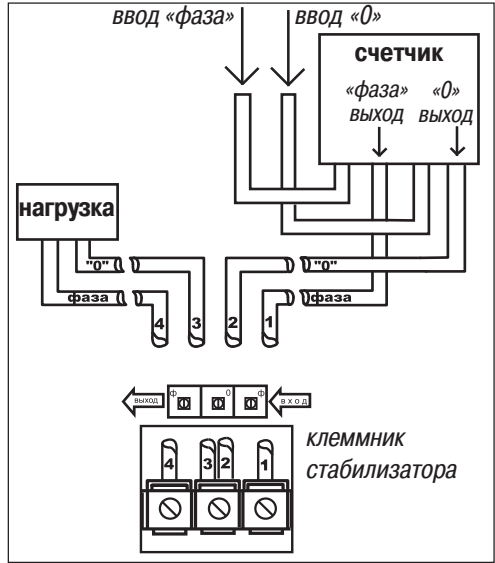 ввод «фаза» ввод «0»
счетчик
«фаза» «0»
выход выход
нагрузка
"0" "0"
фаза фаза
4 3 2 1
Ф 0 Ф
выход вход
4 3 2 1
клеммник
стабилизатора